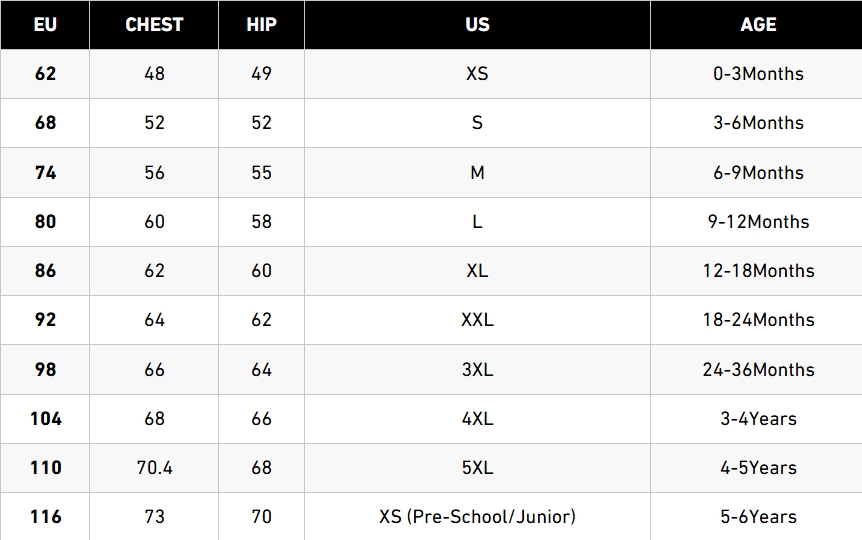 EU CHEST HIP US AGE
62 48 49 XS 0-3Months
68 52 52 S 3-6Months
74 56 55 M 6-9Months
80 60 58 L 9-12Months
86 62 60 XL 12-18Months
92 64 62 XXL 18-24Months
98 66 64 3XL 24-36Months
104 68 66 4XL 3-4Years
110 70.4 68 5XL 4-5Years
116 73 70 XS (Pre-School/Junior) 5-6Years